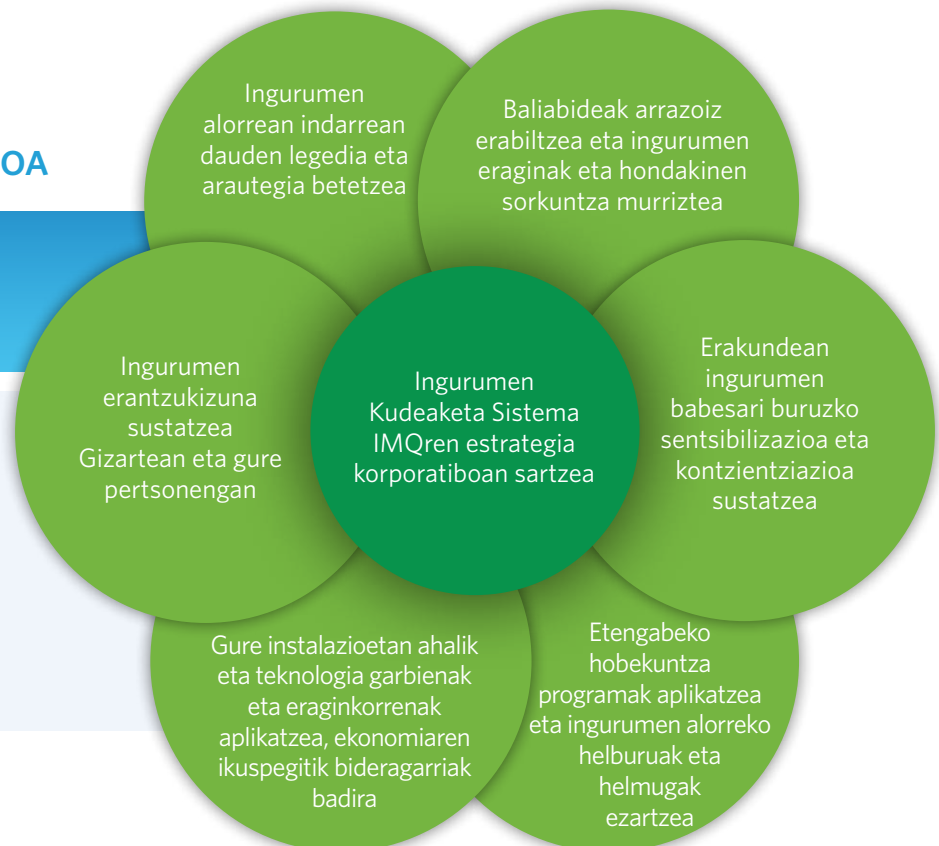 OA
Ingurumen
alorrean indarrean
dauden legedia eta
arautegia betetzea
Baliabideak arrazoiz
erabiltzea eta ingurumen
eraginak eta hondakinen
sorkuntza murriztea
Ingurumen
erantzukizuna
sustatzea
Gizartean eta gure
pertsonengan
Ingurumen
Kudeaketa Sistema
IMQren estrategia
korporatiboan sartzea
Erakundean
ingurumen
babesari buruzko
sentsibilizazioa eta
kontzientziazioa
sustatzea
Gure instalazioetan ahalik
eta teknologia garbienak
eta eraginkorrenak
aplikatzea, ekonomiaren
ikuspegitik bideragarriak
badira
Etengabeko
hobekuntza
programak aplikatzea
eta ingurumen alorreko
helburuak eta
helmugak
ezartzea